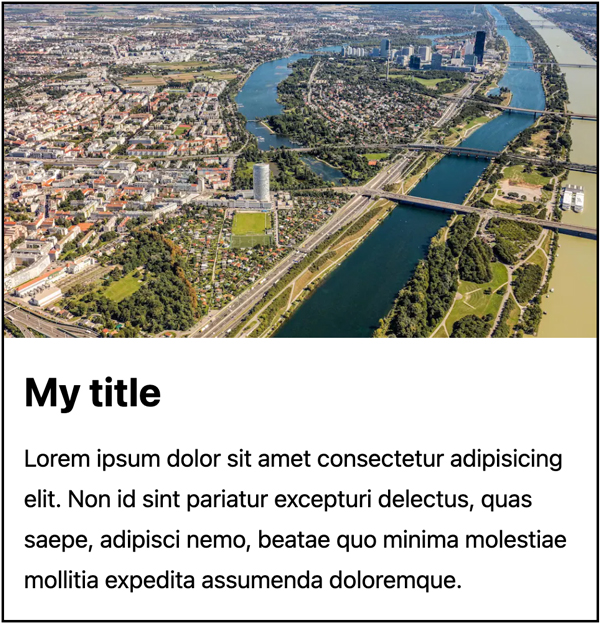 My title
Lorem ipsum dolor sit amet consectetur adipisicing
elit. Non id sint pariatur excepturi delectus, quas
saepe, adipisci nemo, beatae quo minima molestiae
mollitia expedita assumenda doloremque.